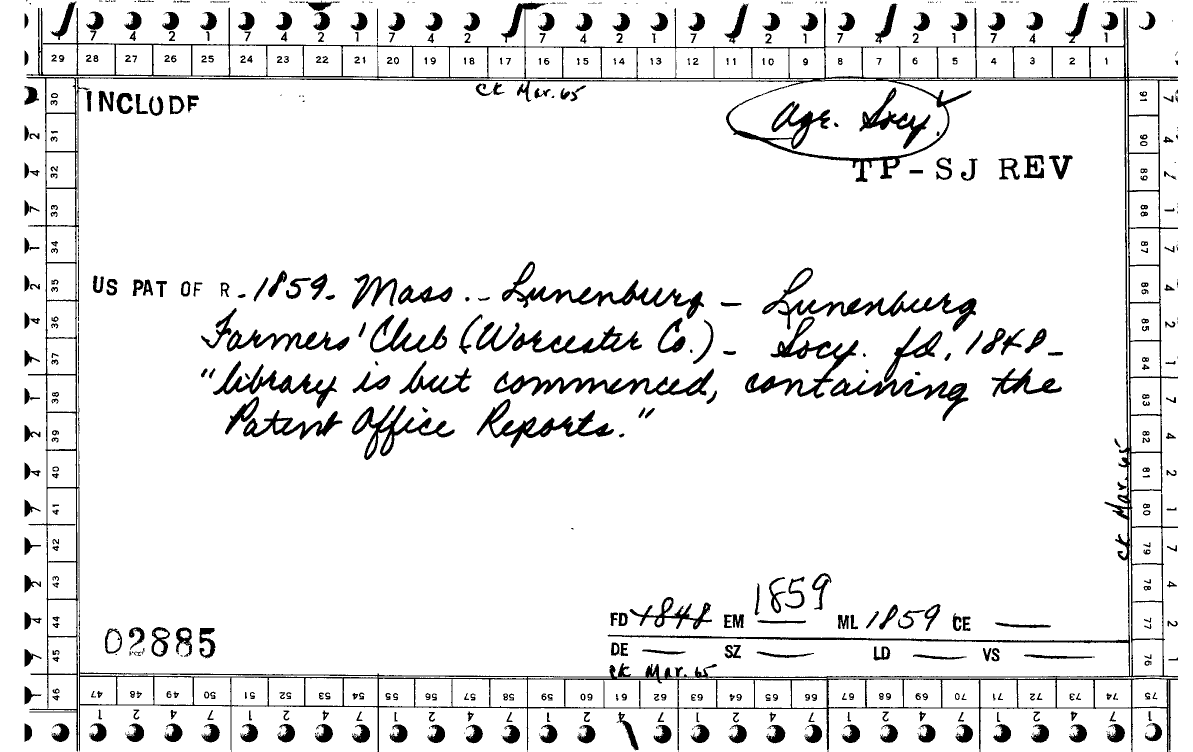 7 4 2 1 7 4 2 1 7 4 2 1 7 4 2 1 7 4 2 1 7 4 2 1 7 4 2 1
29 28 27 26 25 24 23 22 21 20 19 18 17 16 15 14 13 12 11 10 9 8 7 6 5 4 3 2 1
ck Mar. 65
INCLUDE
Agr. Socy.
TP-SJ REV
US PAT OF R - 1859 - Mass. - Lunenburg - Lunenburg
Farmers' Club (Worcester Co.) - Socy. fd. 1848 -
"library is but commenced, containing the
Patent Office Reports."
ck Mar. 65
1859
FD 1848 EM ___ ML 1859 CE ___
DE ___ SZ ___ LD ___ VS ___
ck Mar. 65
02885
30 31 32 33 34 35 36 37 38 39 40 41 42 43 44 45 46
91 90 89 88 87 86 85 84 83 82 81 80 79 78 77 76 75
47 48 49 50 51 52 53 54 55 56 57 58 59 60 61 62 63 64 65 66 67 68 69 70 71 72 73 74
1 2 4 7 1 2 4 7 1 2 4 7 1 2 4 7 1 2 4 7 1 2 4 7 1 2 4 7